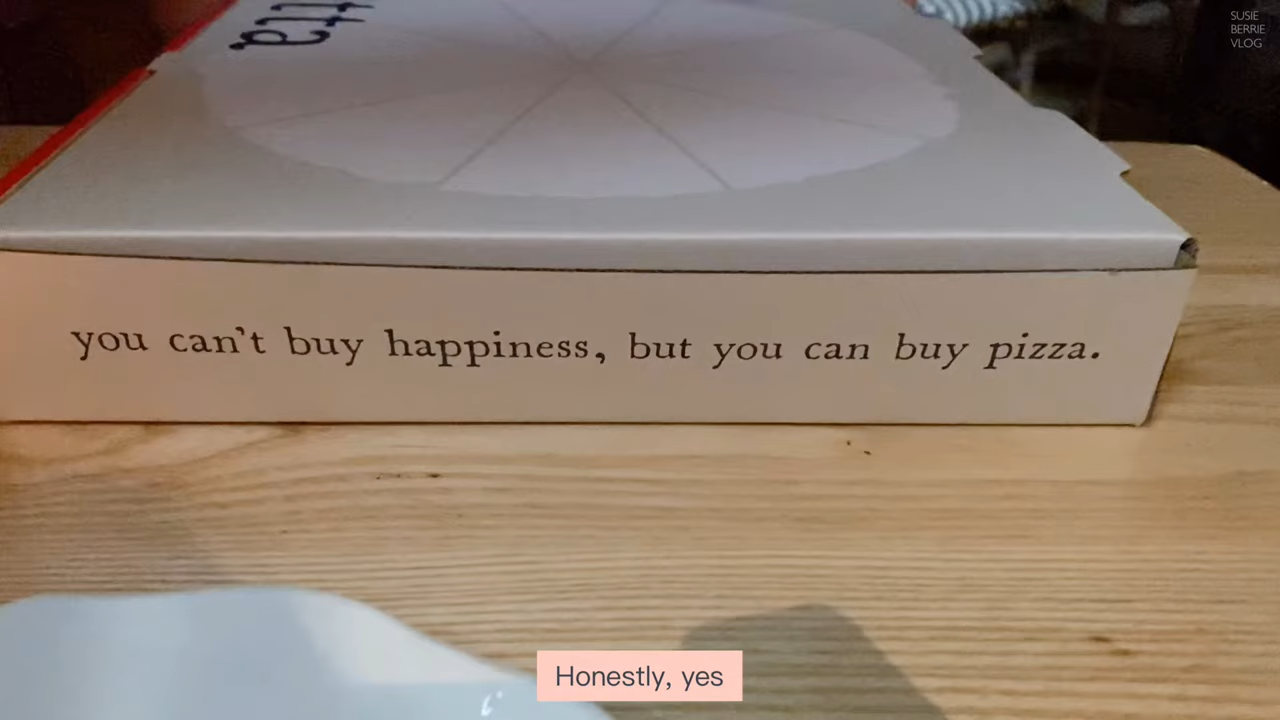 SUSIE
BERRIE
VLOG
you can't buy happiness, but you can buy pizza.
Honestly, yes